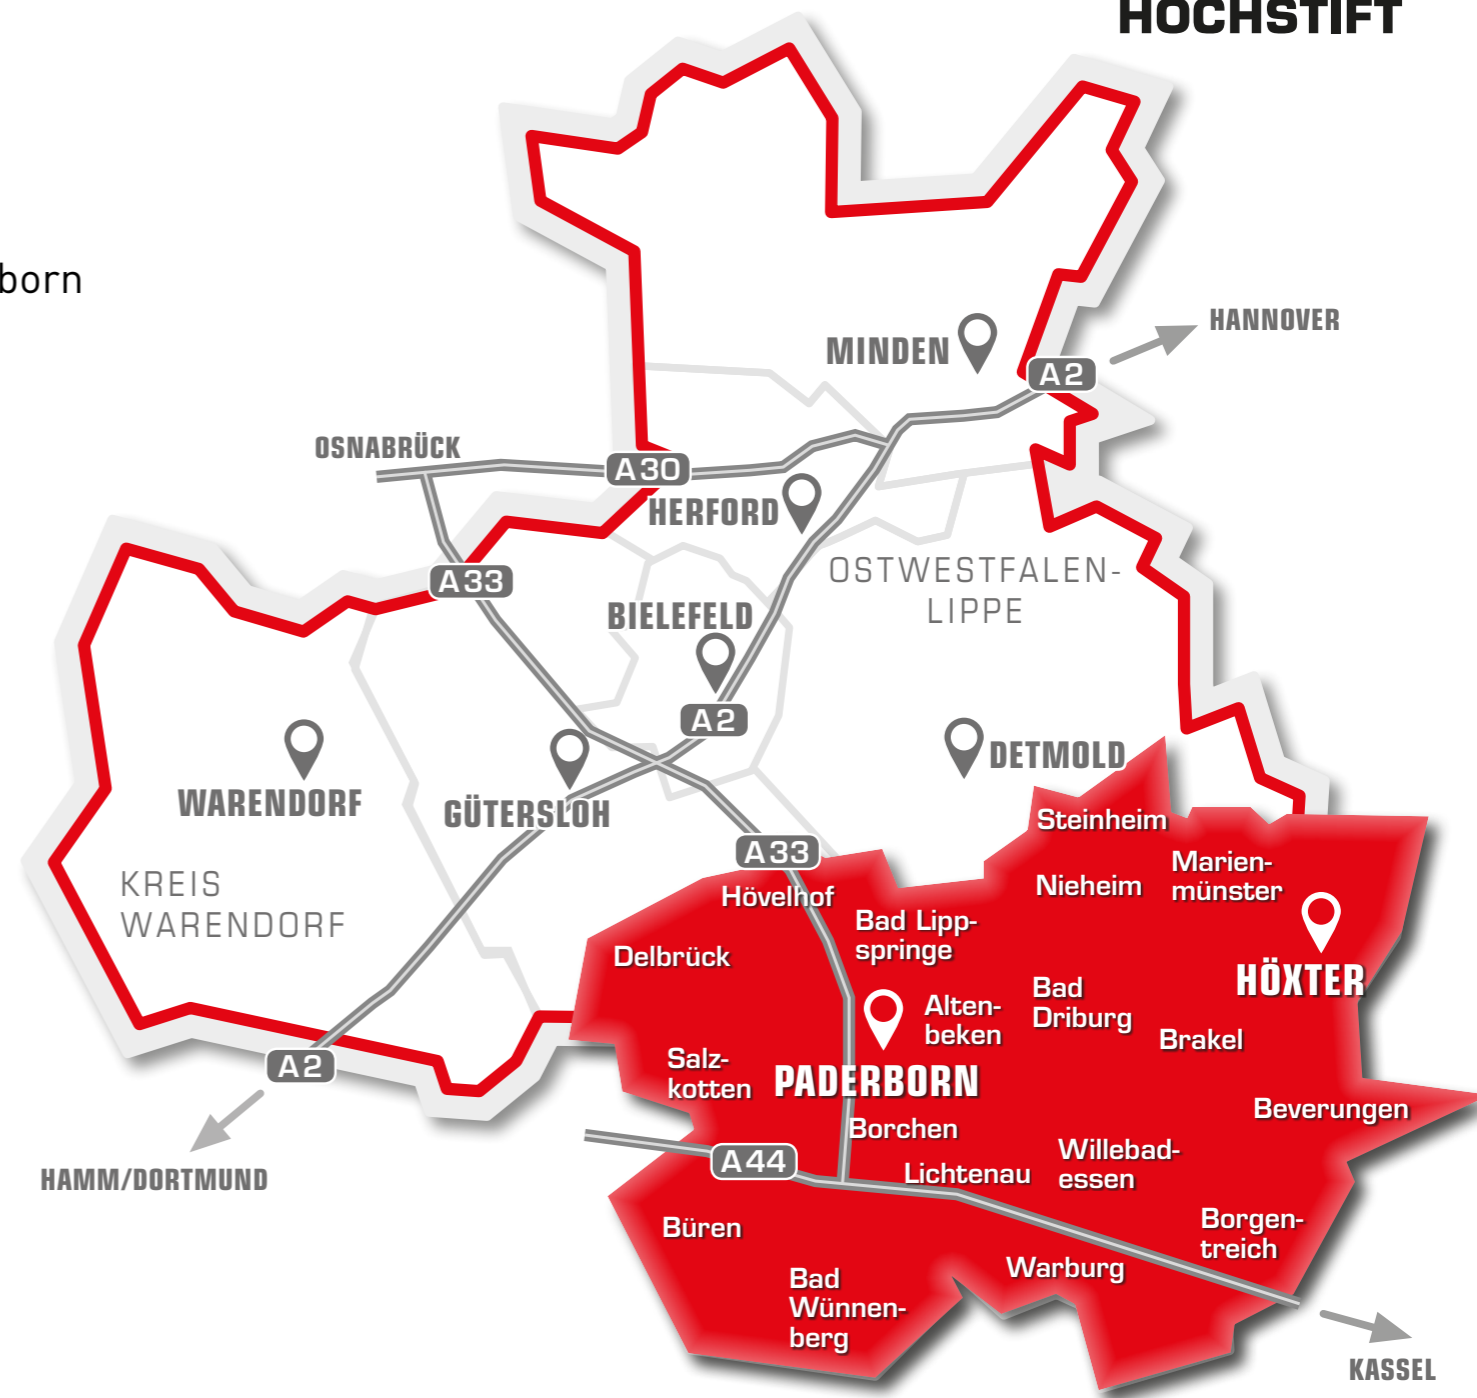 HOCHSTIFT
born
HANNOVER
MINDEN
A2
OSNABRÜCK
A30
HERFORD
A33
OSTWESTFALEN-
LIPPE
BIELEFELD
A2
DETMOLD
WARENDORF
GÜTERSLOH
Steinheim
A33
Marien-
münster
KREIS
WARENDORF
Hövelhof
Nieheim
Bad Lipp-
springe
Delbrück
HÖXTER
Bad
Driburg
Alten-
beken
Brakel
A2
Salz-
kotten
PADERBORN
Beverungen
Borchen
HAMM/DORTMUND
A44
Lichtenau
Willebad-
essen
Büren
Borgen-
treich
Warburg
Bad
Wünnen-
berg
KASSEL